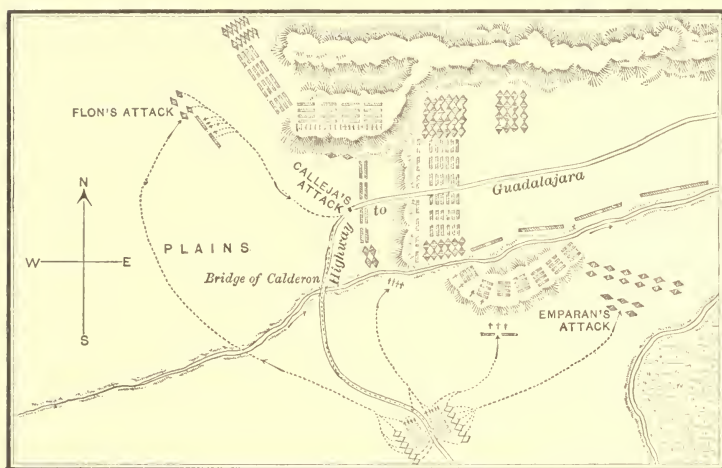 FLON'S ATTACK
CALLEJA'S
ATTACK
to
Guadalajara
Highway
N
W
E
S
PLAINS
Bridge of Calderon
EMPARAN'S
ATTACK